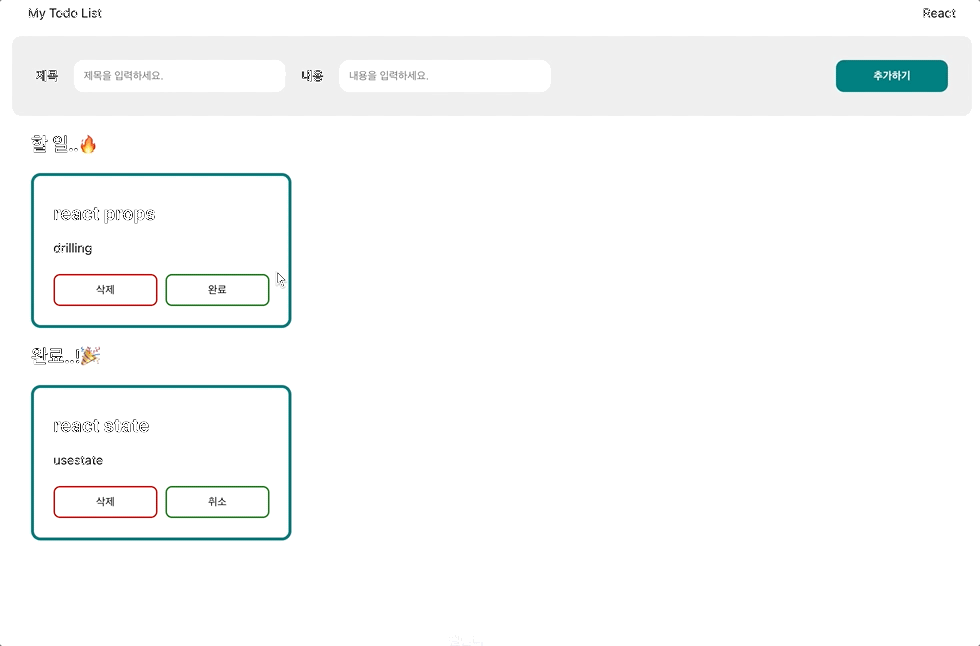 My Todo List
React
제목
제목을 입력하세요.
내용
내용을 입력하세요.
추가하기
할 일..🔥
react props
drilling
삭제
완료
완료..!🎉
react state
usestate
삭제
취소